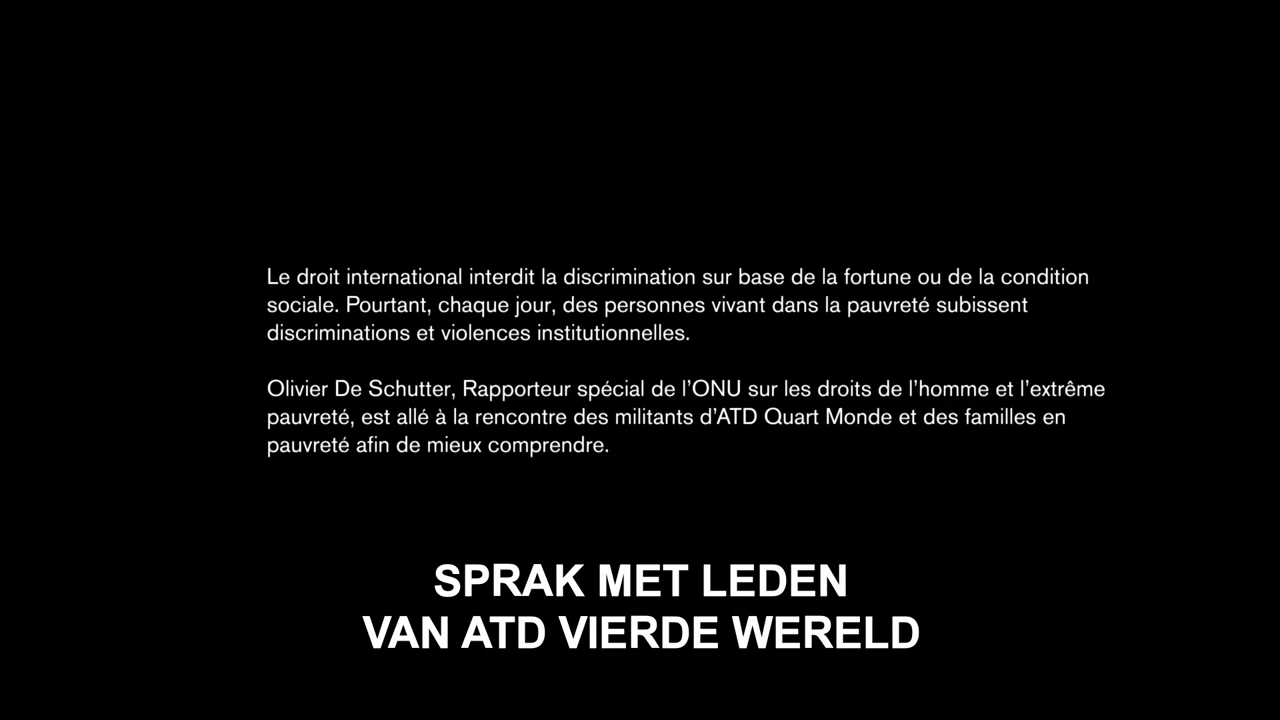 Le droit international interdit la discrimination sur base de la fortune ou de la condition
sociale. Pourtant, chaque jour, des personnes vivant dans la pauvreté subissent
discriminations et violences institutionnelles.
Olivier De Schutter, Rapporteur spécial de l’ONU sur les droits de l’homme et l’extrême
pauvreté, est allé à la rencontre des militants d’ATD Quart Monde et des familles en
pauvreté afin de mieux comprendre.
SPRAK MET LEDEN
VAN ATD VIERDE WERELD